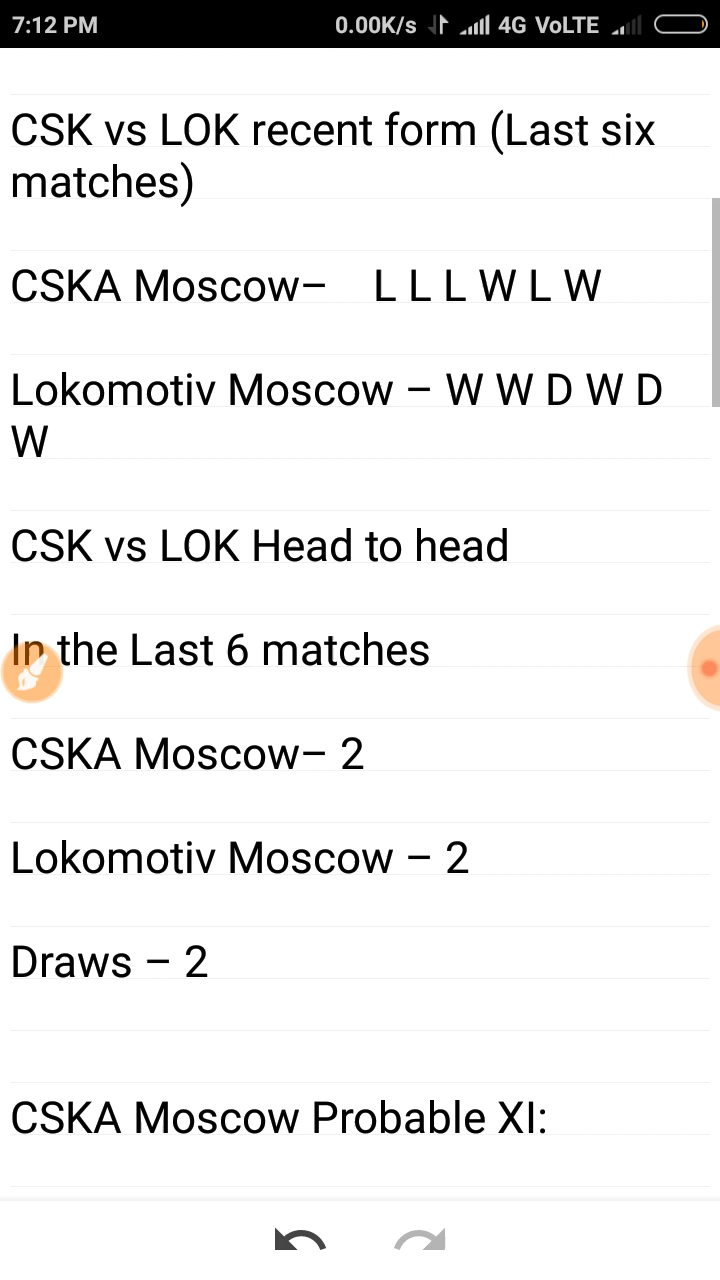 7:12 PM 0.00K/s 4G VoLTE
CSK vs LOK recent form (Last six
matches)
CSKA Moscow– L L L W L W
Lokomotiv Moscow – W W D W D
W
CSK vs LOK Head to head
In the Last 6 matches
CSKA Moscow– 2
Lokomotiv Moscow – 2
Draws – 2
CSKA Moscow Probable XI: